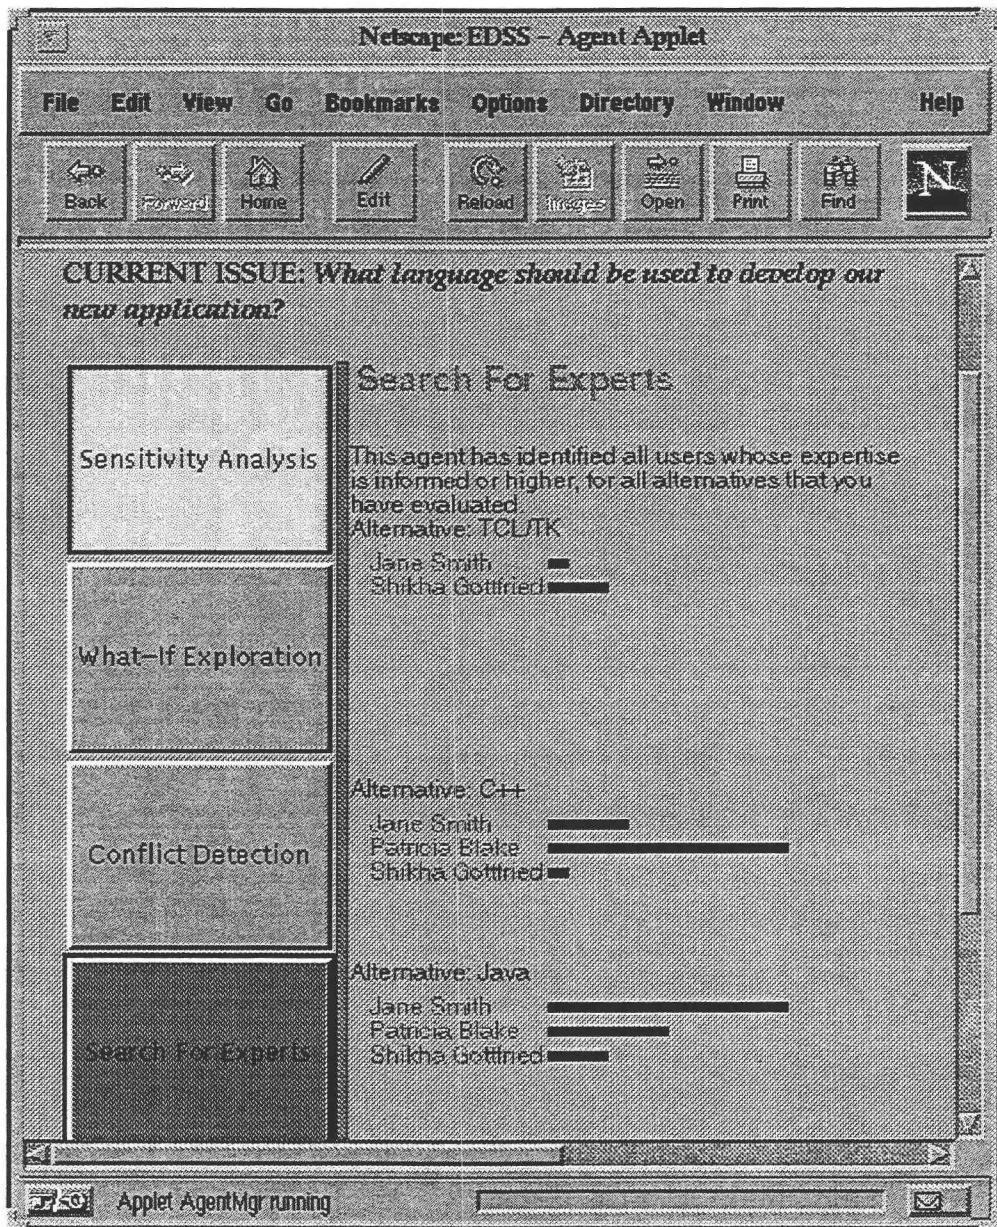 Netscape: EDSS – Agent Applet
File Edit View Go Bookmarks Options Directory Window Help
Back Forward Home Edit Reload Images Open Print Find N
CURRENT ISSUE: What language should be used to develop our
new application?
Search For Experts
Sensitivity Analysis
This agent has identified all users whose expertise
is informed or higher, for all alternatives that you
have evaluated.
Alternative: TCL/TK
Jane Smith
Shikha Gottfried
What–If Exploration
Alternative: C++
Jane Smith
Patricia Blake
Shikha Gottfried
Conflict Detection
Alternative: Java
Jane Smith
Patricia Blake
Shikha Gottfried
Search For Experts
Applet AgentMgr running